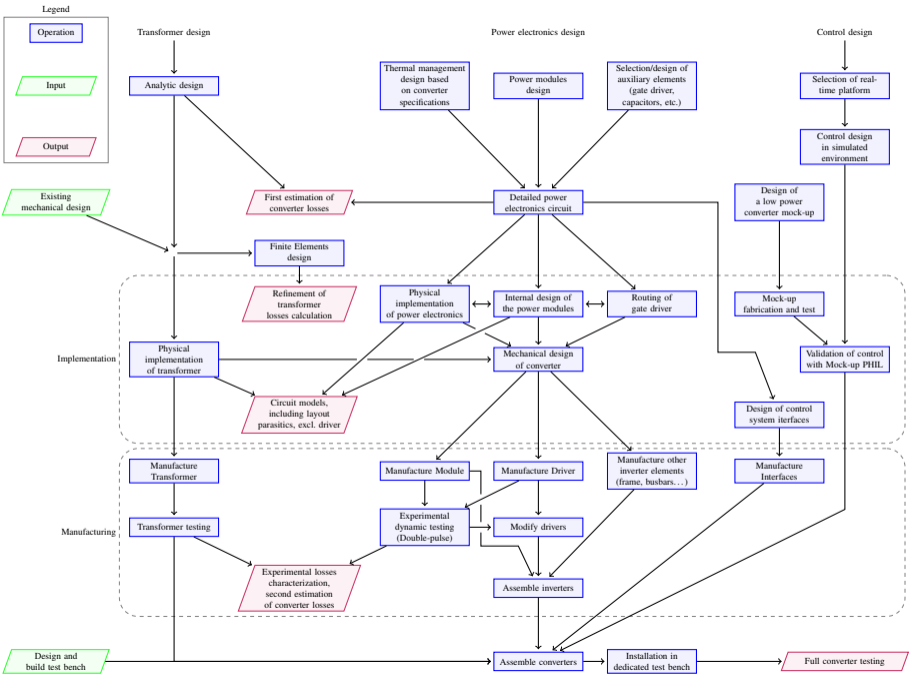 Legend
Operation
Input
Output
Transformer design
Power electronics design
Control design
Analytic design
Thermal management
design based
on converter
specifications
Power modules
design
Selection/design of
auxiliary elements
(gate driver,
capacitors, etc.)
Selection of real-
time platform
Control design
in simulated
environment
Existing
mechanical design
First estimation of
converter losses
Detailed power
electronics circuit
Design of
a low power
converter mock-up
Finite Elements
design
Refinement of
transformer
losses calculation
Physical
implementation
of power electronics
Internal design of
the power modules
Routing of
gate driver
Mock-up
fabrication and test
Implementation
Physical
implementation
of transformer
Mechanical design
of converter
Validation of control
with Mock-up PHIL
Circuit models,
including layout
parasitics, excl. driver
Design of control
system iterfaces
Manufacture
Transformer
Manufacture Module
Manufacture Driver
Manufacture other
inverter elements
(frame, busbars...)
Manufacture
Interfaces
Manufacturing
Transformer testing
Experimental
dynamic testing
(Double-pulse)
Modify drivers
Experimental losses
characterization,
second estimation
of converter losses
Assemble inverters
Design and
build test bench
Assemble converters
Installation in
dedicated test bench
Full converter testing